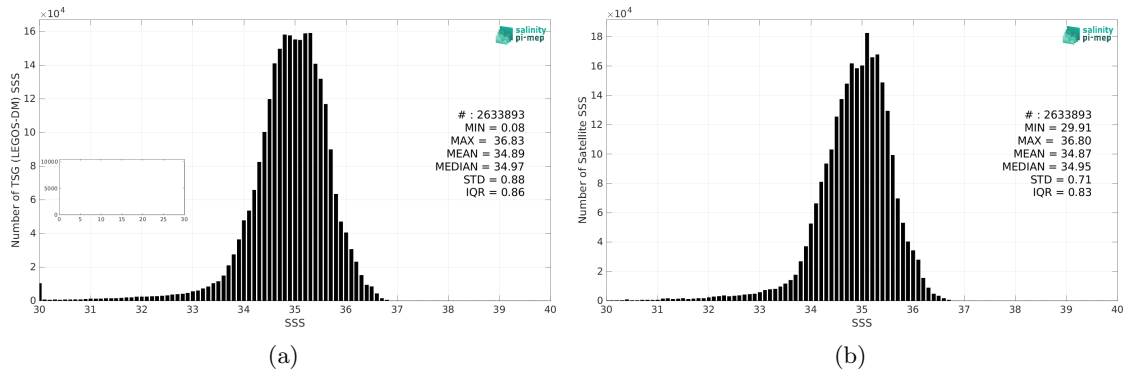 ×10⁴
16
14
12
10
8
6
4
2
0
Number of TSG (LEGOS-DM) SSS
salinity
pi-mep
# : 2633893
MIN = 0.08
MAX = 36.83
MEAN = 34.89
MEDIAN = 34.97
STD = 0.88
IQR = 0.86
10000
5000
0
0 5 10 15 20 25 30
30 31 32 33 34 35 36 37 38 39 40
SSS
(a)
×10⁴
18
16
14
12
10
8
6
4
2
0
Number of Satellite SSS
salinity
pi-mep
# : 2633893
MIN = 29.91
MAX = 36.80
MEAN = 34.87
MEDIAN = 34.95
STD = 0.71
IQR = 0.83
30 31 32 33 34 35 36 37 38 39 40
SSS
(b)